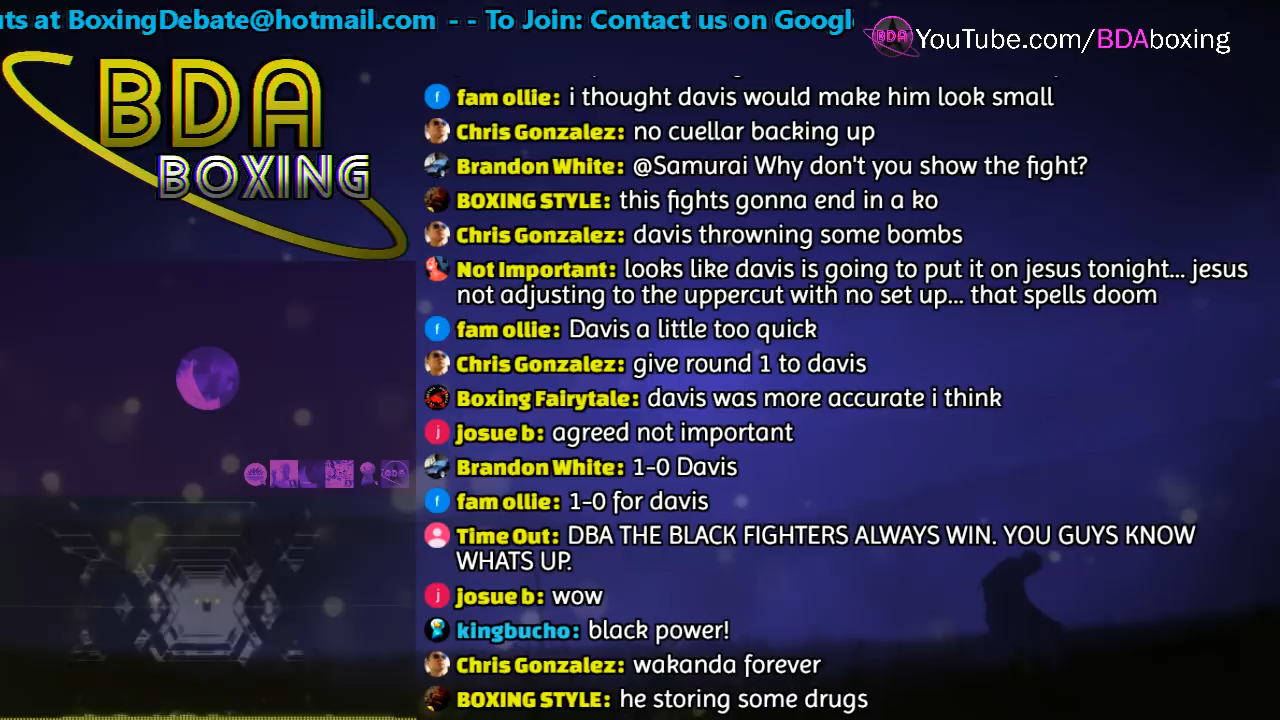 uts at BoxingDebate@hotmail.com - - To Join: Contact us on Googl
YouTube.com/BDAboxing
BDA
BOXING
fam ollie: i thought davis would make him look small
Chris Gonzalez: no cuellar backing up
Brandon White: @Samurai Why don't you show the fight?
BOXING STYLE: this fights gonna end in a ko
Chris Gonzalez: davis throwning some bombs
Not Important: looks like davis is going to put it on jesus tonight... jesus
not adjusting to the uppercut with no set up... that spells doom
fam ollie: Davis a little too quick
Chris Gonzalez: give round 1 to davis
Boxing Fairytale: davis was more accurate i think
josue b: agreed not important
Brandon White: 1-0 Davis
fam ollie: 1-0 for davis
Time Out: DBA THE BLACK FIGHTERS ALWAYS WIN. YOU GUYS KNOW
WHATS UP.
josue b: wow
kingbucho: black power!
Chris Gonzalez: wakanda forever
BOXING STYLE: he storing some drugs